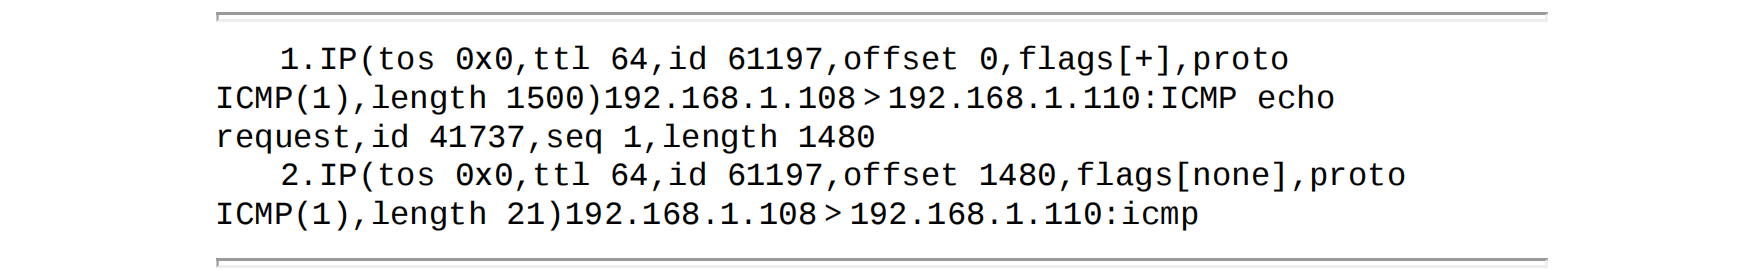 1.IP(tos 0x0,ttl 64,id 61197,offset 0,flags[+],proto
ICMP(1),length 1500)192.168.1.108>192.168.1.110:ICMP echo
request,id 41737,seq 1,length 1480
2.IP(tos 0x0,ttl 64,id 61197,offset 1480,flags[none],proto
ICMP(1),length 21)192.168.1.108>192.168.1.110:icmp